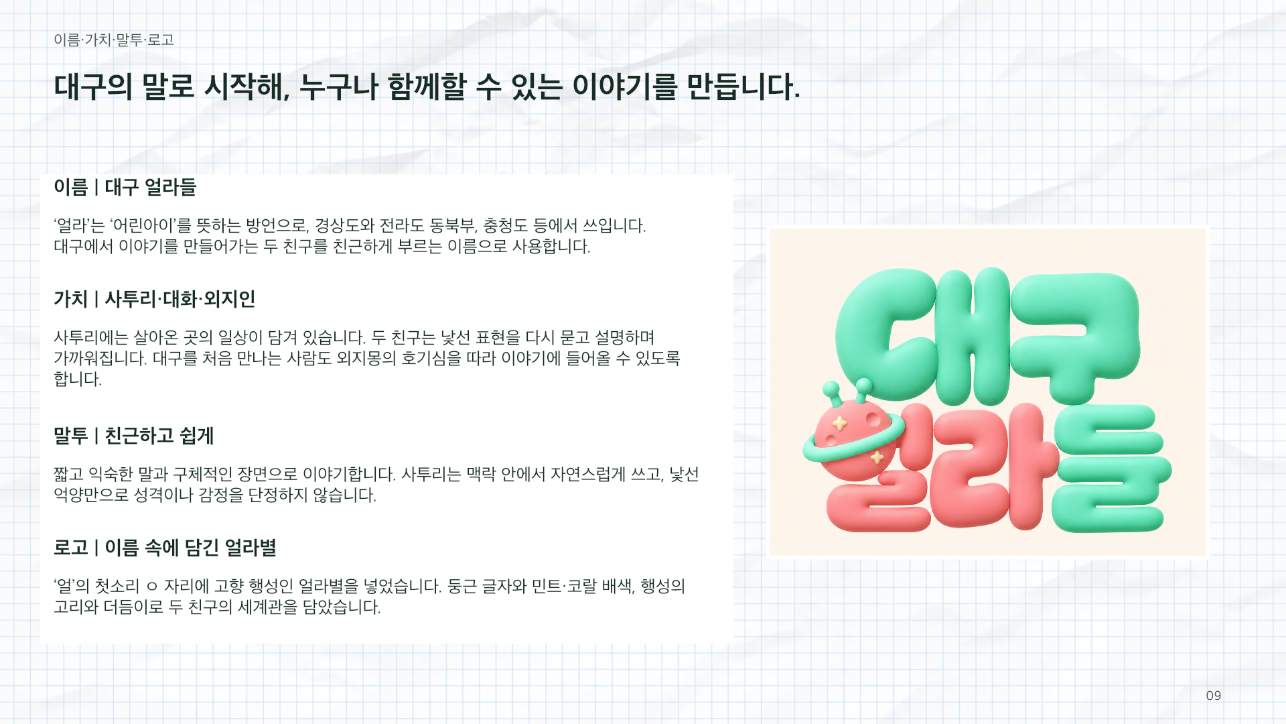 이름·가치·말투·로고
대구의 말로 시작해, 누구나 함께할 수 있는 이야기를 만듭니다.
이름 | 대구 얼라들
‘얼라’는 ‘어린아이’를 뜻하는 방언으로, 경상도와 전라도 동북부, 충청도 등에서 쓰입니다.
대구에서 이야기를 만들어가는 두 친구를 친근하게 부르는 이름으로 사용합니다.
가치 | 사투리·대화·외지인
사투리에는 살아온 곳의 일상이 담겨 있습니다. 두 친구는 낯선 표현을 다시 묻고 설명하며
가까워집니다. 대구를 처음 만나는 사람도 외지몽의 호기심을 따라 이야기에 들어올 수 있도록
합니다.
말투 | 친근하고 쉽게
짧고 익숙한 말과 구체적인 장면으로 이야기합니다. 사투리는 맥락 안에서 자연스럽게 쓰고, 낯선
억양만으로 성격이나 감정을 단정하지 않습니다.
로고 | 이름 속에 담긴 얼라별
‘얼’의 첫소리 ㅇ 자리에 고향 행성인 얼라별을 넣었습니다. 둥근 글자와 민트·코랄 배색, 행성의
고리와 더듬이로 두 친구의 세계관을 담았습니다.
대구
얼라들
09